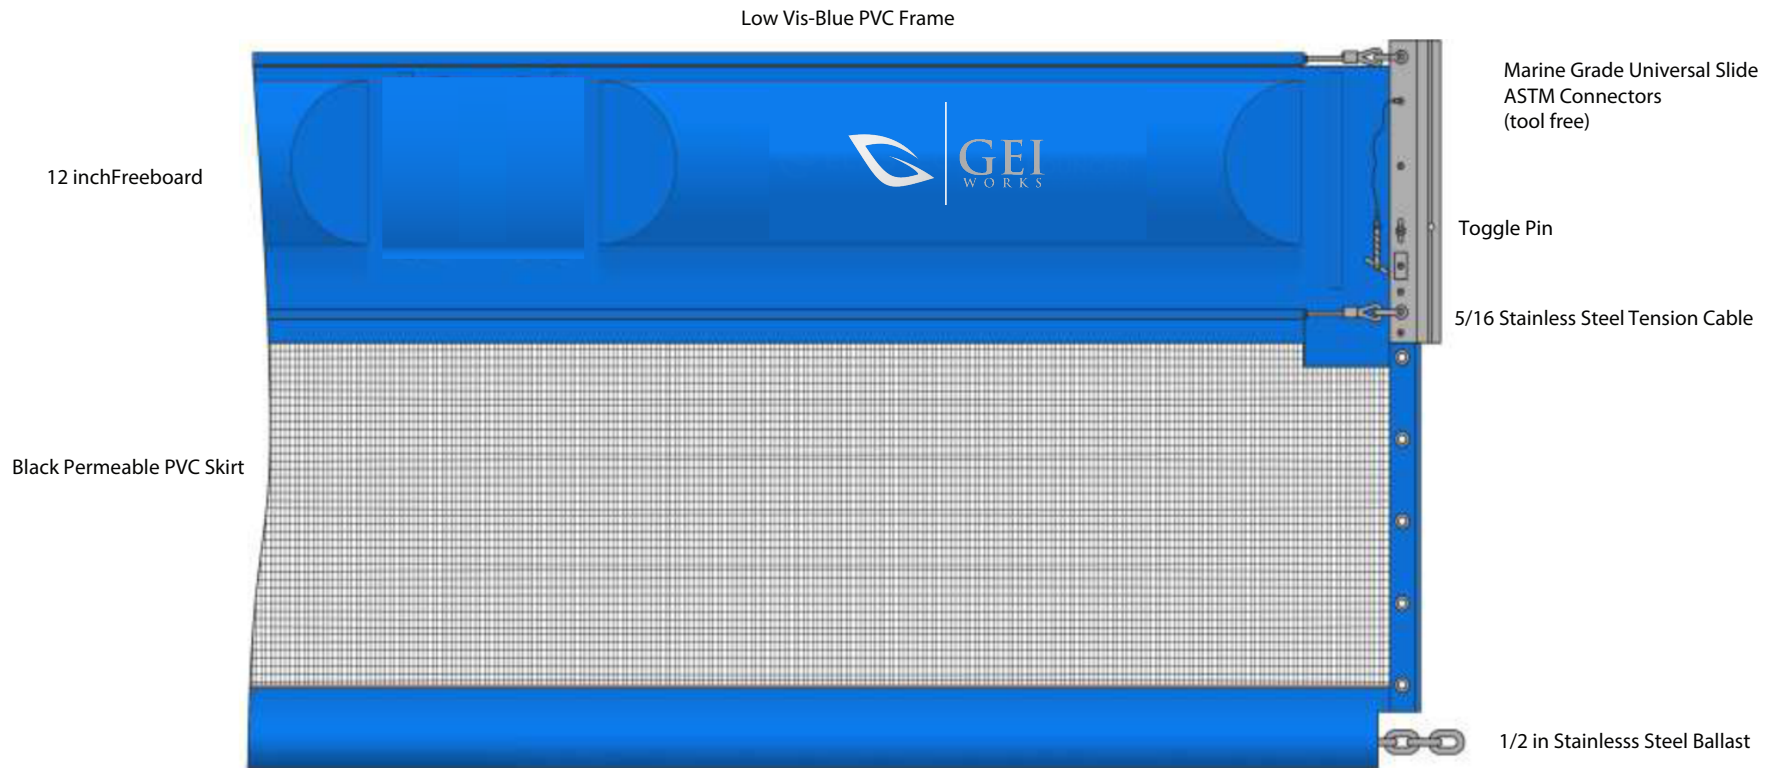 Low Vis-Blue PVC Frame
Marine Grade Universal Slide
ASTM Connectors
(tool free)
12 inchFreeboard
GEI
WORKS
Toggle Pin
5/16 Stainless Steel Tension Cable
Black Permeable PVC Skirt
1/2 in Stainlesss Steel Ballast